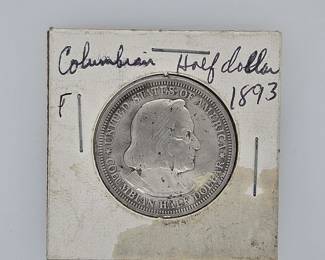 Columbian Half dollar
F 1893
UNITED STATES OF AMERICA
COLUMBIAN HALF DOLLAR